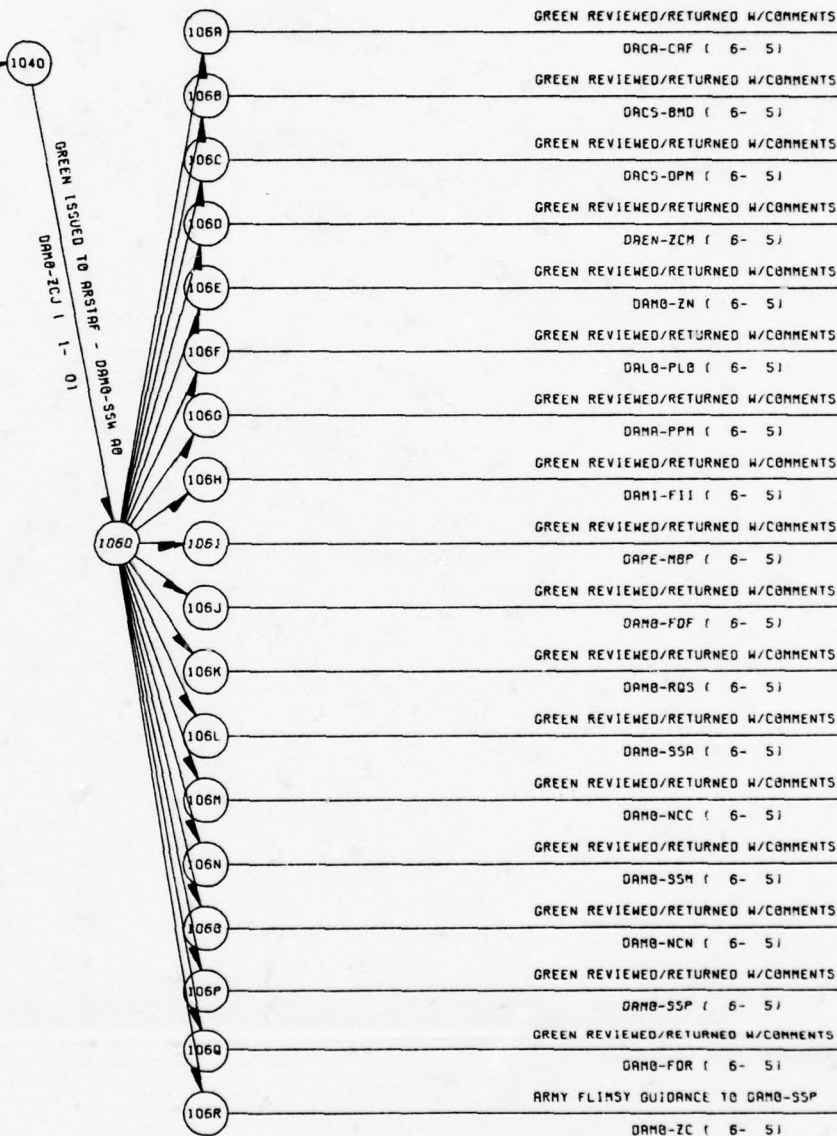 1040
GREEN ISSUED TO ARSTAF - DAMO-SSW AO
DAMO-ZCJ ( 1- 0)
1060
106A
GREEN REVIEWED/RETURNED W/COMMENTS
DACA-CAF ( 6- 5)
106B
GREEN REVIEWED/RETURNED W/COMMENTS
DACS-BMD ( 6- 5)
106C
GREEN REVIEWED/RETURNED W/COMMENTS
DACS-DPM ( 6- 5)
106D
GREEN REVIEWED/RETURNED W/COMMENTS
DAEN-ZCM ( 6- 5)
106E
GREEN REVIEWED/RETURNED W/COMMENTS
DAMO-ZN ( 6- 5)
106F
GREEN REVIEWED/RETURNED W/COMMENTS
DALO-PLO ( 6- 5)
106G
GREEN REVIEWED/RETURNED W/COMMENTS
DAMA-PPM ( 6- 5)
106H
GREEN REVIEWED/RETURNED W/COMMENTS
DAMI-FII ( 6- 5)
106I
GREEN REVIEWED/RETURNED W/COMMENTS
DAPE-MBP ( 6- 5)
106J
GREEN REVIEWED/RETURNED W/COMMENTS
DAMO-FDF ( 6- 5)
106K
GREEN REVIEWED/RETURNED W/COMMENTS
DAMO-RQS ( 6- 5)
106L
GREEN REVIEWED/RETURNED W/COMMENTS
DAMO-SSA ( 6- 5)
106M
GREEN REVIEWED/RETURNED W/COMMENTS
DAMO-NCC ( 6- 5)
106N
GREEN REVIEWED/RETURNED W/COMMENTS
DAMO-SSM ( 6- 5)
106O
GREEN REVIEWED/RETURNED W/COMMENTS
DAMO-NCN ( 6- 5)
106P
GREEN REVIEWED/RETURNED W/COMMENTS
DAMO-SSP ( 6- 5)
106Q
GREEN REVIEWED/RETURNED W/COMMENTS
DAMO-FDR ( 6- 5)
106R
ARMY FLIMSY GUIDANCE TO DAMO-SSP
DAMO-ZC ( 6- 5)